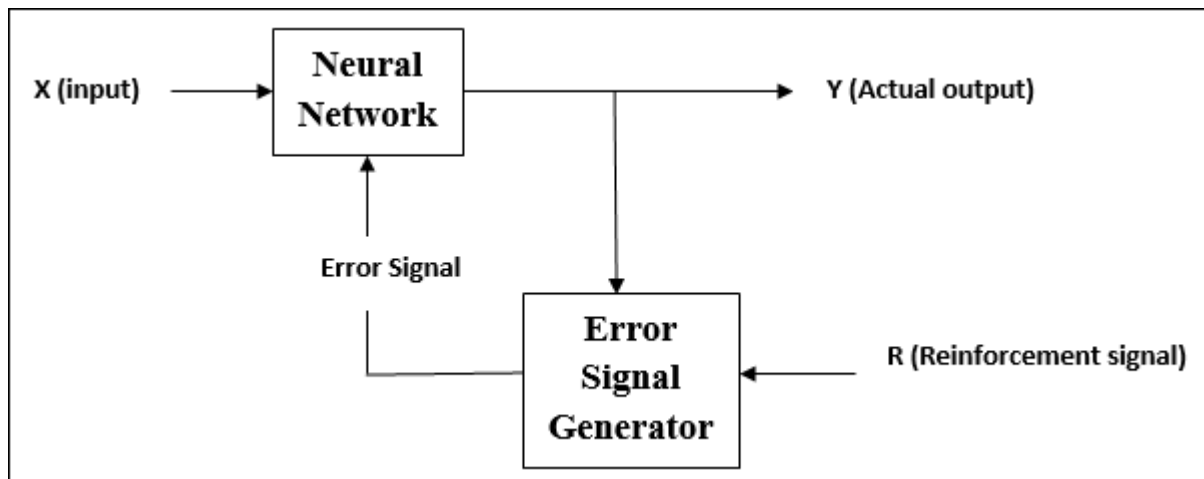 Neural
Network
X (input)
Y (Actual output)
Error Signal
Error
Signal
Generator
R (Reinforcement signal)